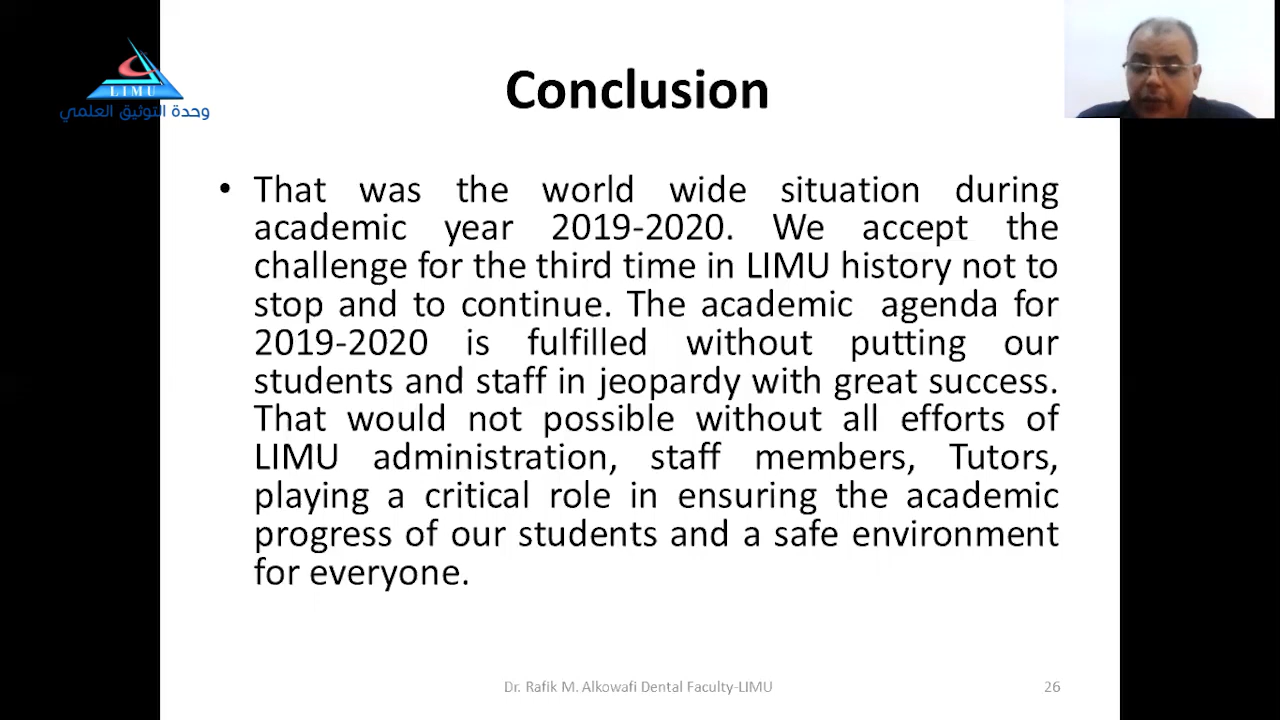 LIMU
وحدة التوثيق العلمي
Conclusion
• That was the world wide situation during
academic year 2019-2020. We accept the
challenge for the third time in LIMU history not to
stop and to continue. The academic agenda for
2019-2020 is fulfilled without putting our
students and staff in jeopardy with great success.
That would not possible without all efforts of
LIMU administration, staff members, Tutors,
playing a critical role in ensuring the academic
progress of our students and a safe environment
for everyone.
Dr. Rafik M. Alkowafi Dental Faculty-LIMU
26